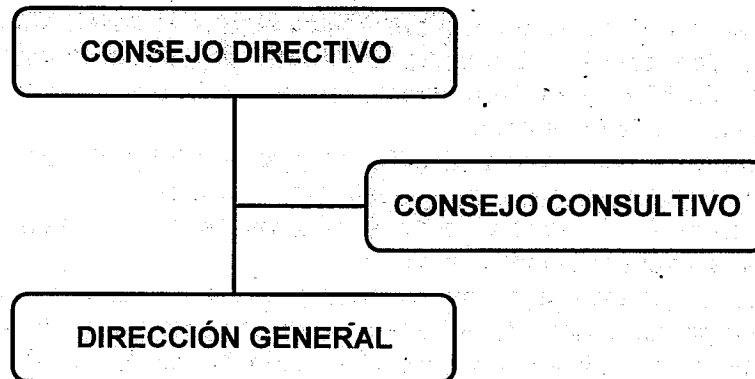 CONSEJO DIRECTIVO
CONSEJO CONSULTIVO
DIRECCIÓN GENERAL